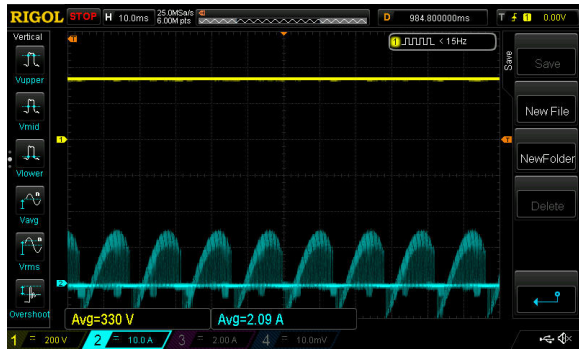 RIGOL STOP H 10.0ms 25.0MSa/s 6.00M pts D 984.800000ms T 1 0.00V
Vertical
1 < 15Hz
Save
Save
Vupper
New File
Vmid
NewFolder
Vlower
Delete
Vavg
Vrms
Overshoot
Avg=330 V Avg=2.09 A
1 = 200 V 2 = 10.0 A 3 = 2.00 A 4 = 10.0mV